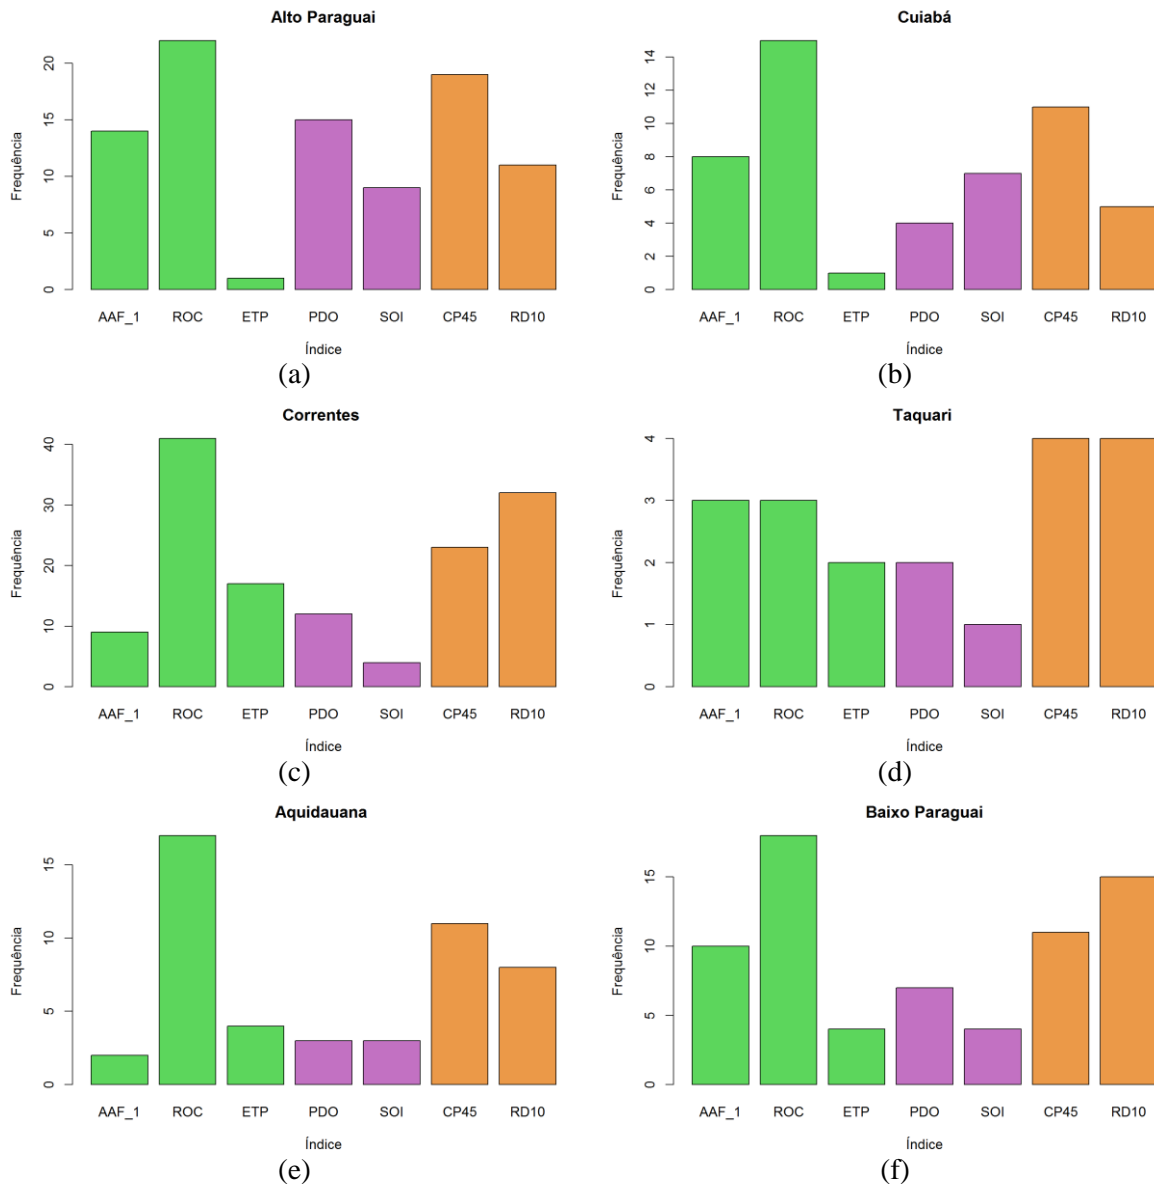 Alto Paraguai
Frequência
20
15
10
5
0
AAF_1 ROC ETP PDO SOI CP45 RD10
Índice
(a)
Cuiabá
Frequência
14
12
10
8
6
4
2
0
AAF_1 ROC ETP PDO SOI CP45 RD10
Índice
(b)
Correntes
Frequência
40
30
20
10
0
AAF_1 ROC ETP PDO SOI CP45 RD10
Índice
(c)
Taquari
Frequência
4
3
2
1
0
AAF_1 ROC ETP PDO SOI CP45 RD10
Índice
(d)
Aquidauana
Frequência
15
10
5
0
AAF_1 ROC ETP PDO SOI CP45 RD10
Índice
(e)
Baixo Paraguai
Frequência
15
10
5
0
AAF_1 ROC ETP PDO SOI CP45 RD10
Índice
(f)